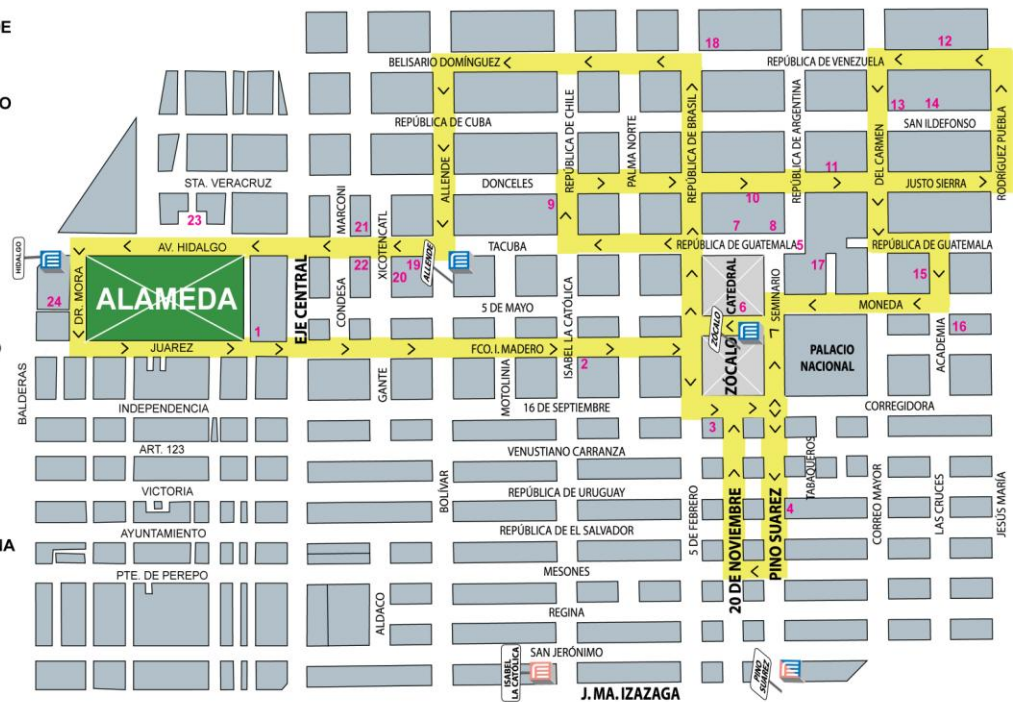 DE
12
18
BELISARIO DOMÍNGUEZ
REPÚBLICA DE VENEZUELA
O
13
14
REPÚBLICA DE CUBA
SAN ILDEFONSO
ALLENDE
REPÚBLICA DE CHILE
PALMA NORTE
REPÚBLICA DE BRASIL
REPÚBLICA DE ARGENTINA
DEL CARMEN
RODRÍGUEZ PUEBLA
11
STA. VERACRUZ
DONCELES
JUSTO SIERRA
MARCONI
XICOTENCATL
9
10
23
21
7
8
AV. HIDALGO
TACUBA
REPÚBLICA DE GUATEMALA
5
REPÚBLICA DE GUATEMALA
HIDALGO
ALLENDE
22
19
20
17
15
24
DR. MORA
ALAMEDA
EJE CENTRAL
CONDESA
5 DE MAYO
ISABEL LA CATÓLICA
CATEDRAL
6
SEMINARIO
MONEDA
1
ZÓCALO
16
ACADEMIA
O
JUAREZ
FCO. I. MADERO
PALACIO
NACIONAL
BALDERAS
GANTE
MOTOLINIA
2
ZÓCALO
INDEPENDENCIA
16 DE SEPTIEMBRE
CORREGIDORA
3
ART. 123
VENUSTIANO CARRANZA
BOLÍVAR
TABAQUEROS
VICTORIA
REPÚBLICA DE URUGUAY
5 DE FEBRERO
20 DE NOVIEMBRE
PINO SUAREZ
4
CORREO MAYOR
LAS CRUCES
JESÚS MARÍA
AYUNTAMIENTO
REPÚBLICA DE EL SALVADOR
MA
PTE. DE PEREPO
MESONES
ALDACO
REGINA
SAN JERÓNIMO
ISABEL
LA CATÓLICA
PINO
SUAREZ
J. MA. IZAZAGA